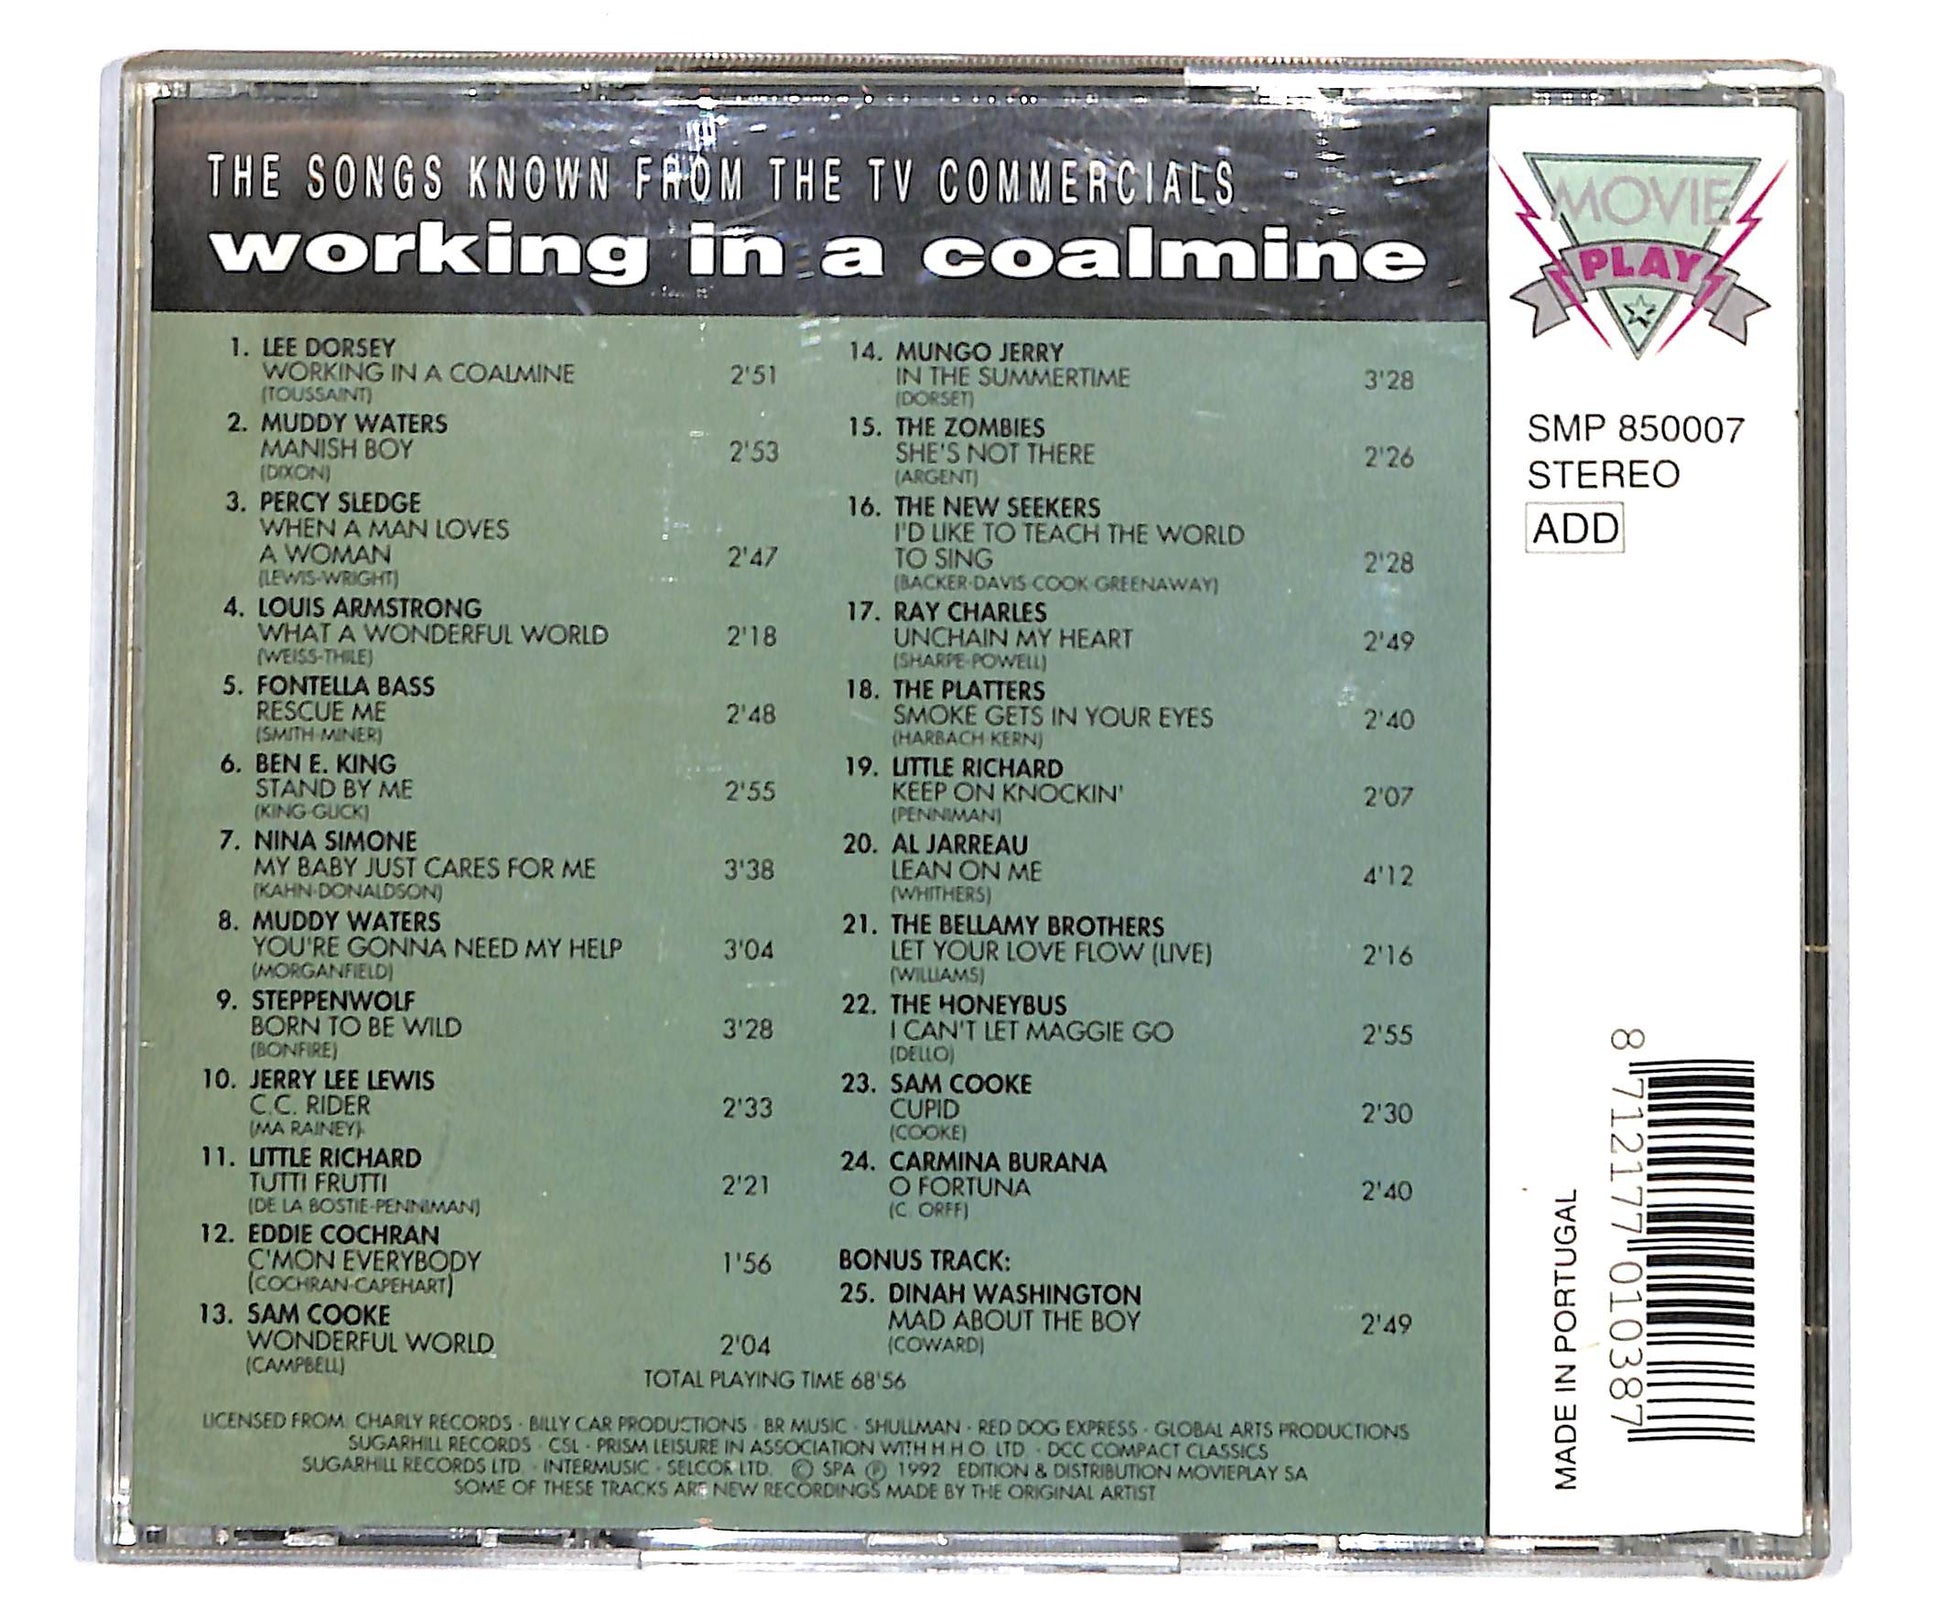 THE SONGS KNOWN FROM THE TV COMMERCIALS
working in a coalmine
1. LEE DORSEY
WORKING IN A COALMINE 2'51
(TOUSSAINT)
2. MUDDY WATERS
MANISH BOY 2'53
(DIXON)
3. PERCY SLEDGE
WHEN A MAN LOVES
A WOMAN 2'47
(LEWIS-WRIGHT)
4. LOUIS ARMSTRONG
WHAT A WONDERFUL WORLD 2'18
(WEISS-THILE)
5. FONTELLA BASS
RESCUE ME 2'48
(SMITH-MINER)
6. BEN E. KING
STAND BY ME 2'55
(KING-GLICK)
7. NINA SIMONE
MY BABY JUST CARES FOR ME 3'38
(KAHN-DONALDSON)
8. MUDDY WATERS
YOU'RE GONNA NEED MY HELP 3'04
(MORGANFIELD)
9. STEPPENWOLF
BORN TO BE WILD 3'28
(BONFIRE)
10. JERRY LEE LEWIS
C.C. RIDER 2'33
(MA RAINEY)
11. LITTLE RICHARD
TUTTI FRUTTI 2'21
(DE LA BOSTIE-PENNIMAN)
12. EDDIE COCHRAN
C'MON EVERYBODY 1'56
(COCHRAN-CAPEHART)
13. SAM COOKE
WONDERFUL WORLD 2'04
(CAMPBELL)
14. MUNGO JERRY
IN THE SUMMERTIME 3'28
(DORSET)
15. THE ZOMBIES
SHE'S NOT THERE 2'26
(ARGENT)
16. THE NEW SEEKERS
I'D LIKE TO TEACH THE WORLD
TO SING 2'28
(BACKER-DAVIS-COOK-GREENAWAY)
17. RAY CHARLES
UNCHAIN MY HEART 2'49
(SHARPE-POWELL)
18. THE PLATTERS
SMOKE GETS IN YOUR EYES 2'40
(HARBACH-KERN)
19. LITTLE RICHARD
KEEP ON KNOCKIN' 2'07
(PENNIMAN)
20. AL JARREAU
LEAN ON ME 4'12
(WHITHERS)
21. THE BELLAMY BROTHERS
LET YOUR LOVE FLOW (LIVE) 2'16
(WILLIAMS)
22. THE HONEYBUS
I CAN'T LET MAGGIE GO 2'55
(DELLO)
23. SAM COOKE
CUPID 2'30
(COOKE)
24. CARMINA BURANA
O FORTUNA 2'40
(C. ORFF)
BONUS TRACK:
25. DINAH WASHINGTON
MAD ABOUT THE BOY 2'49
(COWARD)
TOTAL PLAYING TIME 68'56
LICENSED FROM: CHARLY RECORDS · BILLY CAR PRODUCTIONS · BR MUSIC · SHULLMAN · RED DOG EXPRESS · GLOBAL ARTS PRODUCTIONS
SUGARHILL RECORDS · CSL · PRISM LEISURE IN ASSOCIATION WITH H.H.O. LTD. · DCC COMPACT CLASSICS
SUGARHILL RECORDS LTD. · INTERMUSIC · SELCOR LTD. © SPA ℗ 1992 EDITION & DISTRIBUTION MOVIEPLAY SA
SOME OF THESE TRACKS ARE NEW RECORDINGS MADE BY THE ORIGINAL ARTIST
MOVIE
PLAY
SMP 850007
STEREO
ADD
MADE IN PORTUGAL
8 712177 010387